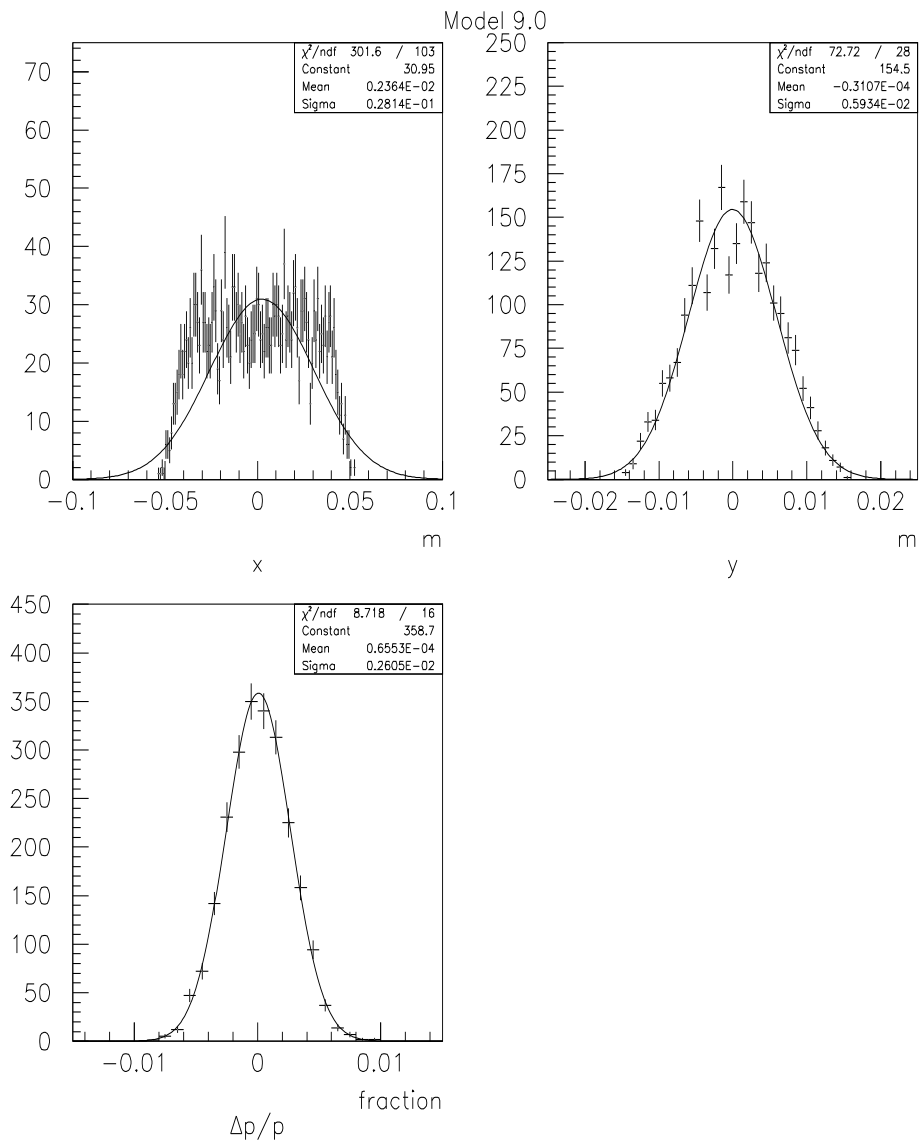 Model 9.0
χ²/ndf 301.6 / 103
Constant 30.95
Mean 0.2364E-02
Sigma 0.2814E-01
70
60
50
40
30
20
10
0
-0.1 -0.05 0 0.05 0.1
m
x
χ²/ndf 72.72 / 28
Constant 154.5
Mean -0.3107E-04
Sigma 0.5934E-02
250
225
200
175
150
125
100
75
50
25
0
-0.02 -0.01 0 0.01 0.02
m
y
χ²/ndf 8.718 / 16
Constant 358.7
Mean 0.6553E-04
Sigma 0.2605E-02
450
400
350
300
250
200
150
100
50
0
-0.01 0 0.01
fraction
Δp/p